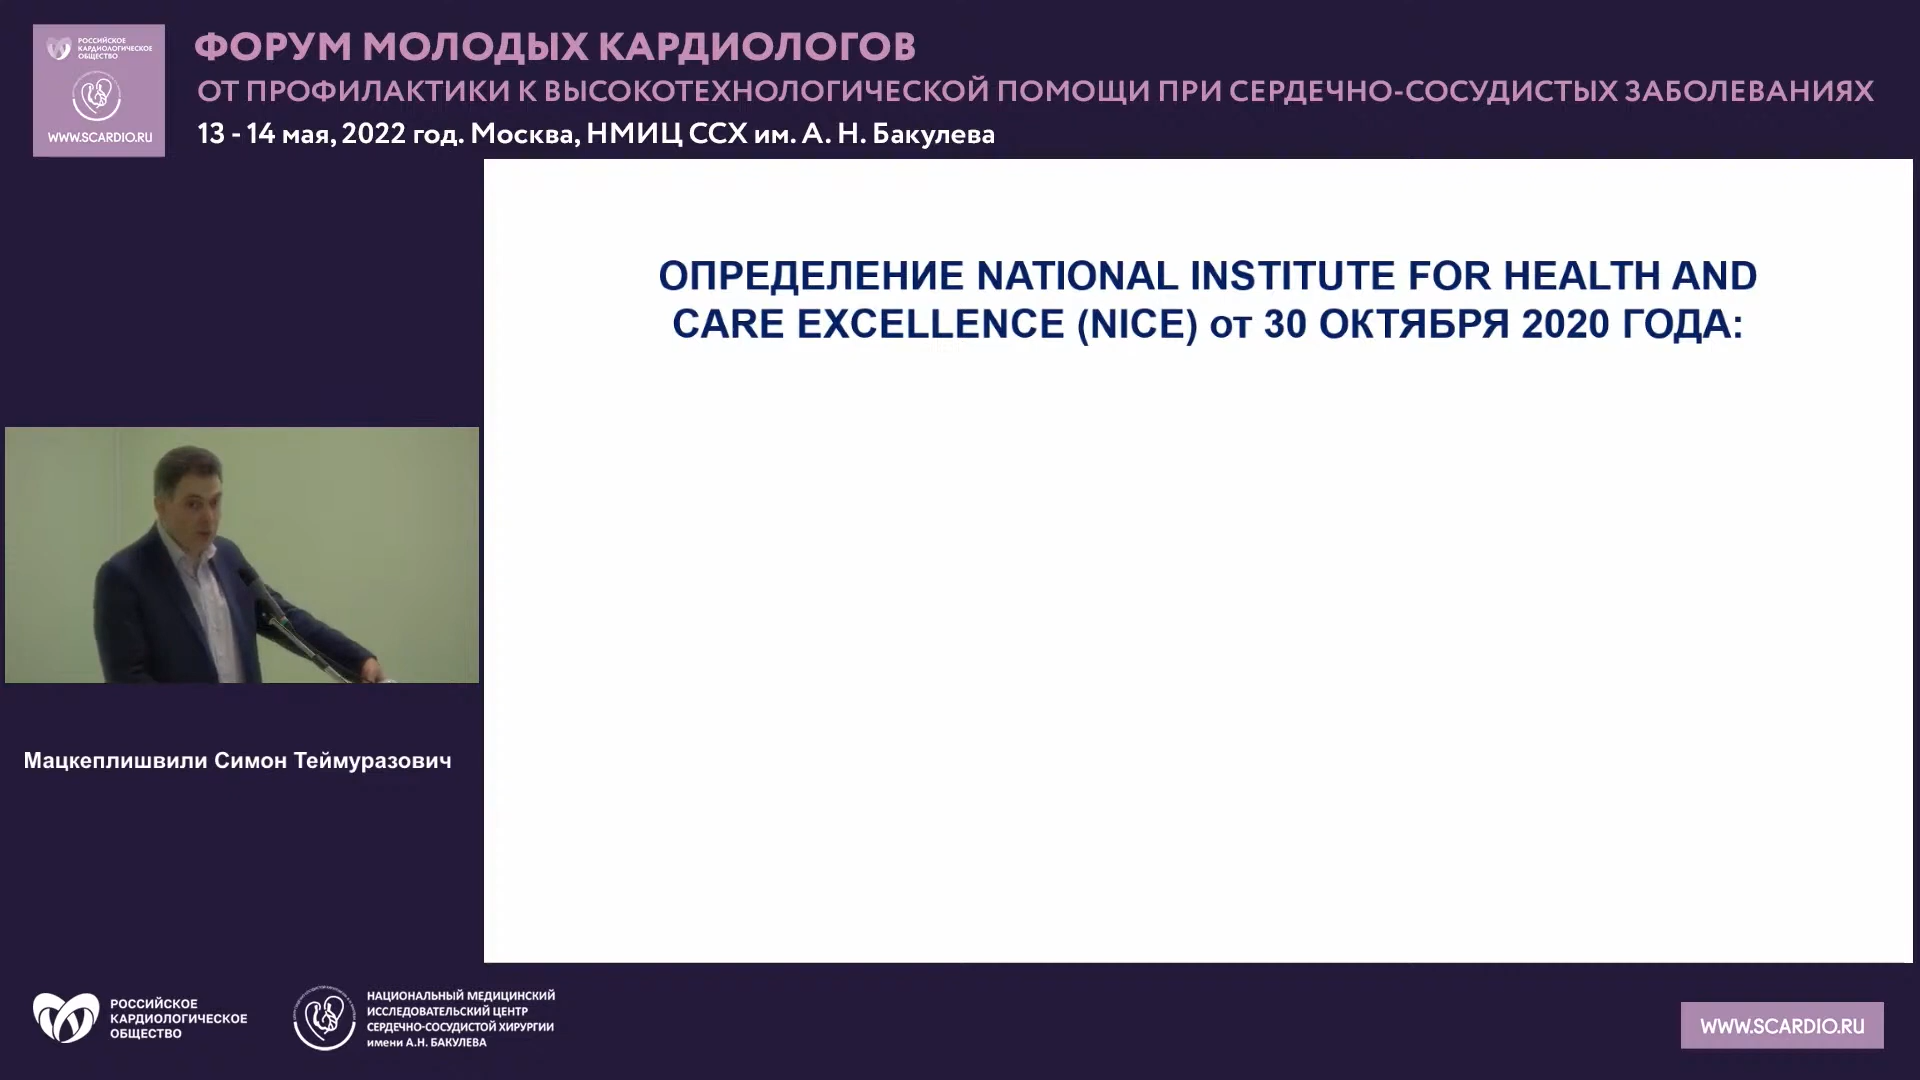 РОССИЙСКОЕ
КАРДИОЛОГИЧЕСКОЕ
ОБЩЕСТВО
WWW.SCARDIO.RU
ФОРУМ МОЛОДЫХ КАРДИОЛОГОВ
ОТ ПРОФИЛАКТИКИ К ВЫСОКОТЕХНОЛОГИЧЕСКОЙ ПОМОЩИ ПРИ СЕРДЕЧНО-СОСУДИСТЫХ ЗАБОЛЕВАНИЯХ
13 - 14 мая, 2022 год. Москва, НМИЦ ССХ им. А. Н. Бакулева
ОПРЕДЕЛЕНИЕ NATIONAL INSTITUTE FOR HEALTH AND
CARE EXCELLENCE (NICE) от 30 ОКТЯБРЯ 2020 ГОДА:
Мацкеплишвили Симон Теймуразович
РОССИЙСКОЕ
КАРДИОЛОГИЧЕСКОЕ
ОБЩЕСТВО
НАЦИОНАЛЬНЫЙ МЕДИЦИНСКИЙ
ИССЛЕДОВАТЕЛЬСКИЙ ЦЕНТР
СЕРДЕЧНО-СОСУДИСТОЙ ХИРУРГИИ
имени А.Н. БАКУЛЕВА
WWW.SCARDIO.RU